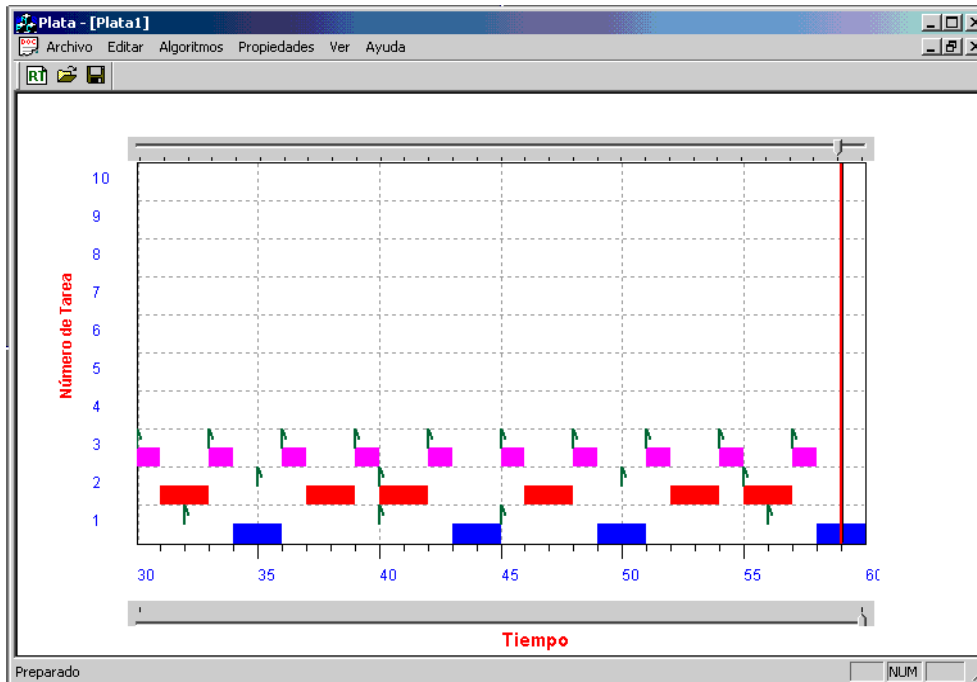 Plata - [Plata1]
Archivo Editar Algoritmos Propiedades Ver Ayuda
10
9
8
7
6
5
4
3
2
1
Número de Tarea
30 35 40 45 50 55 60
Tiempo
Preparado NUM